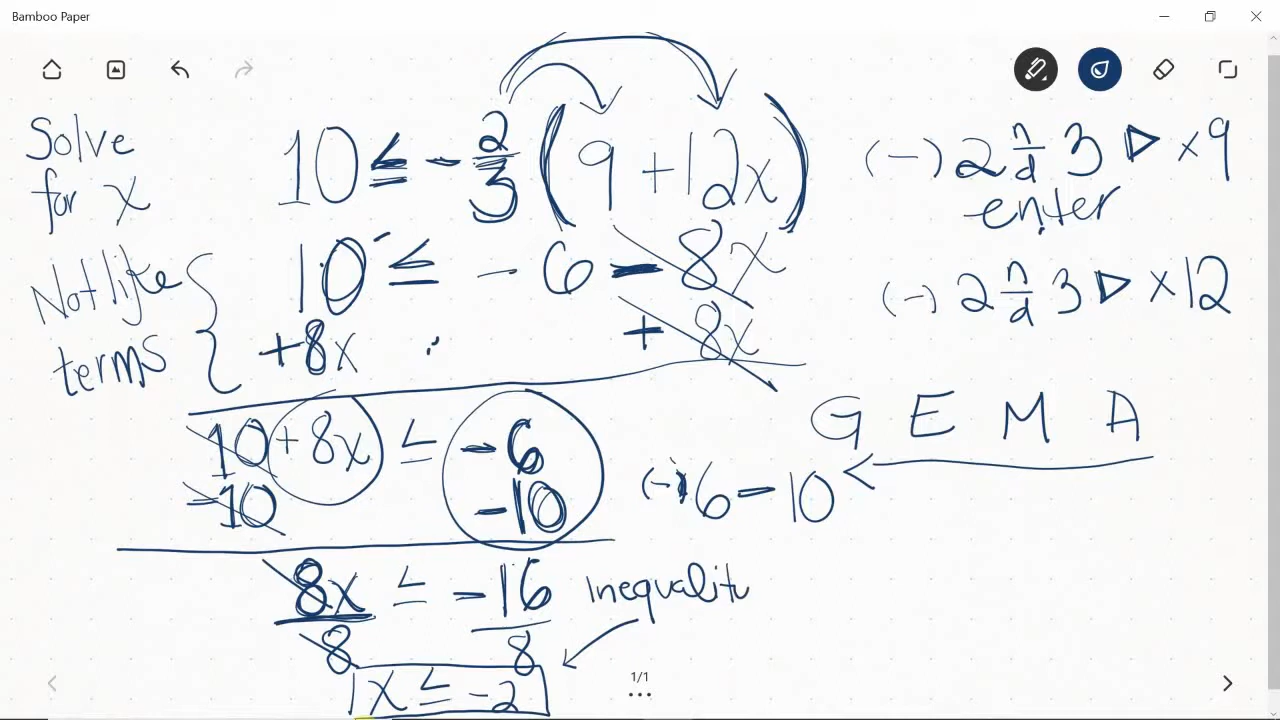 Bamboo Paper
Solve
for x
10 ≤ - 2/3 (9 + 12x)
(-) 2 n/d 3 ▷ x 9
enter
Not like
terms
10 ≤ - 6 - 8x
+8x + 8x
(-) 2 n/d 3 ▷ x 12
G E M A
10 + 8x ≤ -6
-10 -10
(-) 6 - 10
8x ≤ -16
8 8
Inequalit
x ≤ -2
1/1